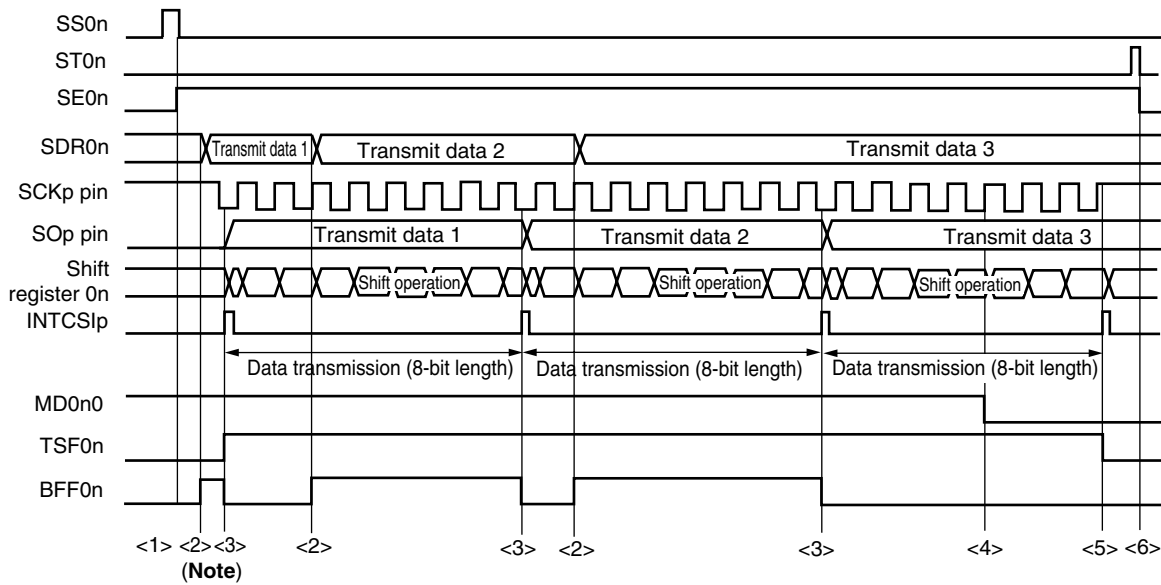 SS0n
ST0n
SE0n
SDR0n
Transmit data 1
Transmit data 2
Transmit data 3
SCKp pin
SOp pin
Transmit data 1
Transmit data 2
Transmit data 3
Shift
register 0n
Shift operation
Shift operation
Shift operation
INTCSIp
Data transmission (8-bit length)
Data transmission (8-bit length)
Data transmission (8-bit length)
MD0n0
TSF0n
BFF0n
<1> <2> <3> <2> <3> <2> <3> <4> <5> <6>
(Note)